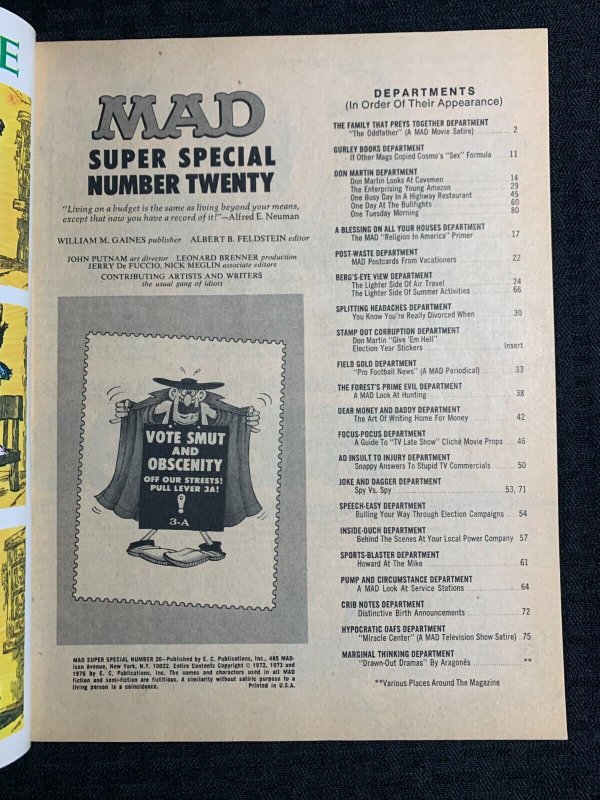 E
MAD
SUPER SPECIAL
NUMBER TWENTY
"Living on a budget is the same as living beyond your means,
except that now you have a record of it!"—Alfred E. Neuman
WILLIAM M. GAINES publisher ALBERT B. FELDSTEIN editor
JOHN PUTNAM art director LEONARD BRENNER production
JERRY De FUCCIO, NICK MEGLIN associate editors
CONTRIBUTING ARTISTS AND WRITERS
the usual gang of idiots
VOTE SMUT
AND
OBSCENITY
OFF OUR STREETS!
PULL LEVER 3A!
3-A
MAD SUPER SPECIAL NUMBER 20—Published by E. C. Publications, Inc., 485 MAD-
ison Avenue, New York, N.Y. 10022. Entire Contents Copyright © 1972, 1973 and
1976 by E. C. Publications, Inc. The names and characters used in all MAD
fiction and semi-fiction are fictitious. A similarity without satiric purpose to a
living person is a coincidence. Printed in U.S.A.
DEPARTMENTS
(In Order Of Their Appearance)
THE FAMILY THAT PREYS TOGETHER DEPARTMENT
"The Oddfather" (A MAD Movie Satire) 2
GURLEY BOOKS DEPARTMENT
If Other Mags Copied Cosmo's "Sex" Formula 11
DON MARTIN DEPARTMENT
Don Martin Looks At Cavemen 14
The Enterprising Young Amazon 29
One Busy Day In A Highway Restaurant 45
One Day At The Bullfights 60
One Tuesday Morning 80
A BLESSING ON ALL YOUR HOUSES DEPARTMENT
The MAD "Religion In America" Primer 17
POST-WASTE DEPARTMENT
MAD Postcards From Vacationers 22
BERG'S-EYE VIEW DEPARTMENT
The Lighter Side Of Air Travel 24
The Lighter Side Of Summer Activities 66
SPLITTING HEADACHES DEPARTMENT
You Know You're Really Divorced When 30
STAMP OUT CORRUPTION DEPARTMENT
Don Martin "Give 'Em Hell"
Election Year Stickers Insert
FIELD GOLD DEPARTMENT
"Pro Football News" (A MAD Periodical) 33
THE FOREST'S PRIME EVIL DEPARTMENT
A MAD Look At Hunting 38
DEAR MONEY AND DADDY DEPARTMENT
The Art Of Writing Home For Money 42
FOCUS-POCUS DEPARTMENT
A Guide To "TV Late Show" Cliché Movie Props 46
AD INSULT TO INJURY DEPARTMENT
Snappy Answers To Stupid TV Commercials 50
JOKE AND DAGGER DEPARTMENT
Spy Vs. Spy 53, 71
SPEECH-EASY DEPARTMENT
Bulling Your Way Through Election Campaigns 54
INSIDE-OUCH DEPARTMENT
Behind The Scenes At Your Local Power Company 57
SPORTS-BLASTER DEPARTMENT
Howard At The Mike 61
PUMP AND CIRCUMSTANCE DEPARTMENT
A MAD Look At Service Stations 64
CRIB NOTES DEPARTMENT
Distinctive Birth Announcements 72
HYPOCRATIC OAFS DEPARTMENT
"Miracle Center" (A MAD Television Show Satire) 75
MARGINAL THINKING DEPARTMENT
"Drawn-Out Dramas" By Aragonés **
**Various Places Around The Magazine